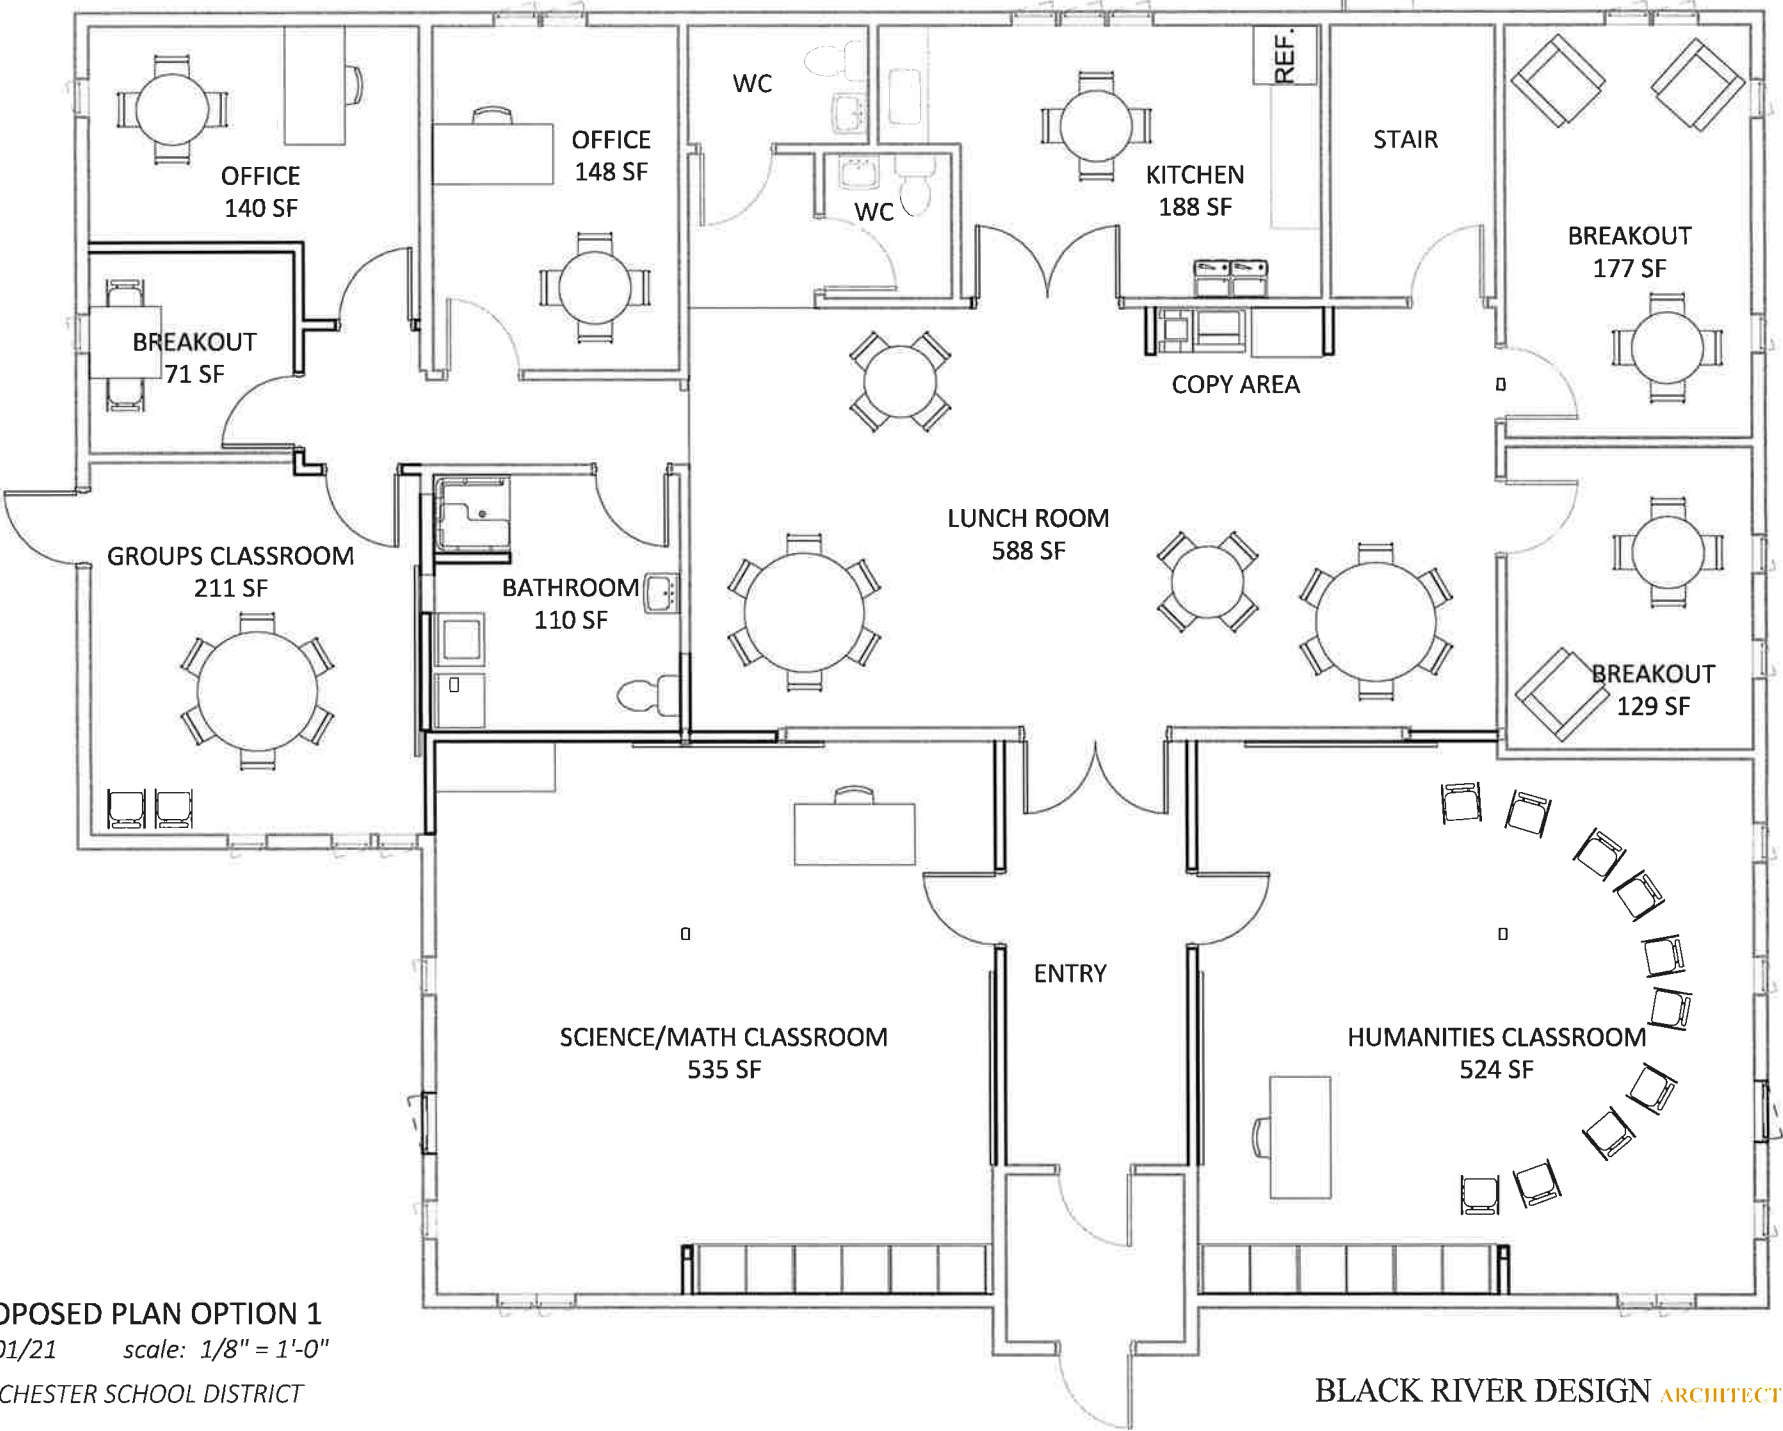 WC
REF.
OFFICE
148 SF
STAIR
OFFICE
140 SF
KITCHEN
188 SF
WC
BREAKOUT
177 SF
BREAKOUT
71 SF
COPY AREA
LUNCH ROOM
588 SF
GROUPS CLASSROOM
211 SF
BATHROOM
110 SF
BREAKOUT
129 SF
ENTRY
SCIENCE/MATH CLASSROOM
535 SF
HUMANITIES CLASSROOM
524 SF
OPOSED PLAN OPTION 1
01/21 scale: 1/8" = 1'-0"
CHESTER SCHOOL DISTRICT
BLACK RIVER DESIGN ARCHITECT